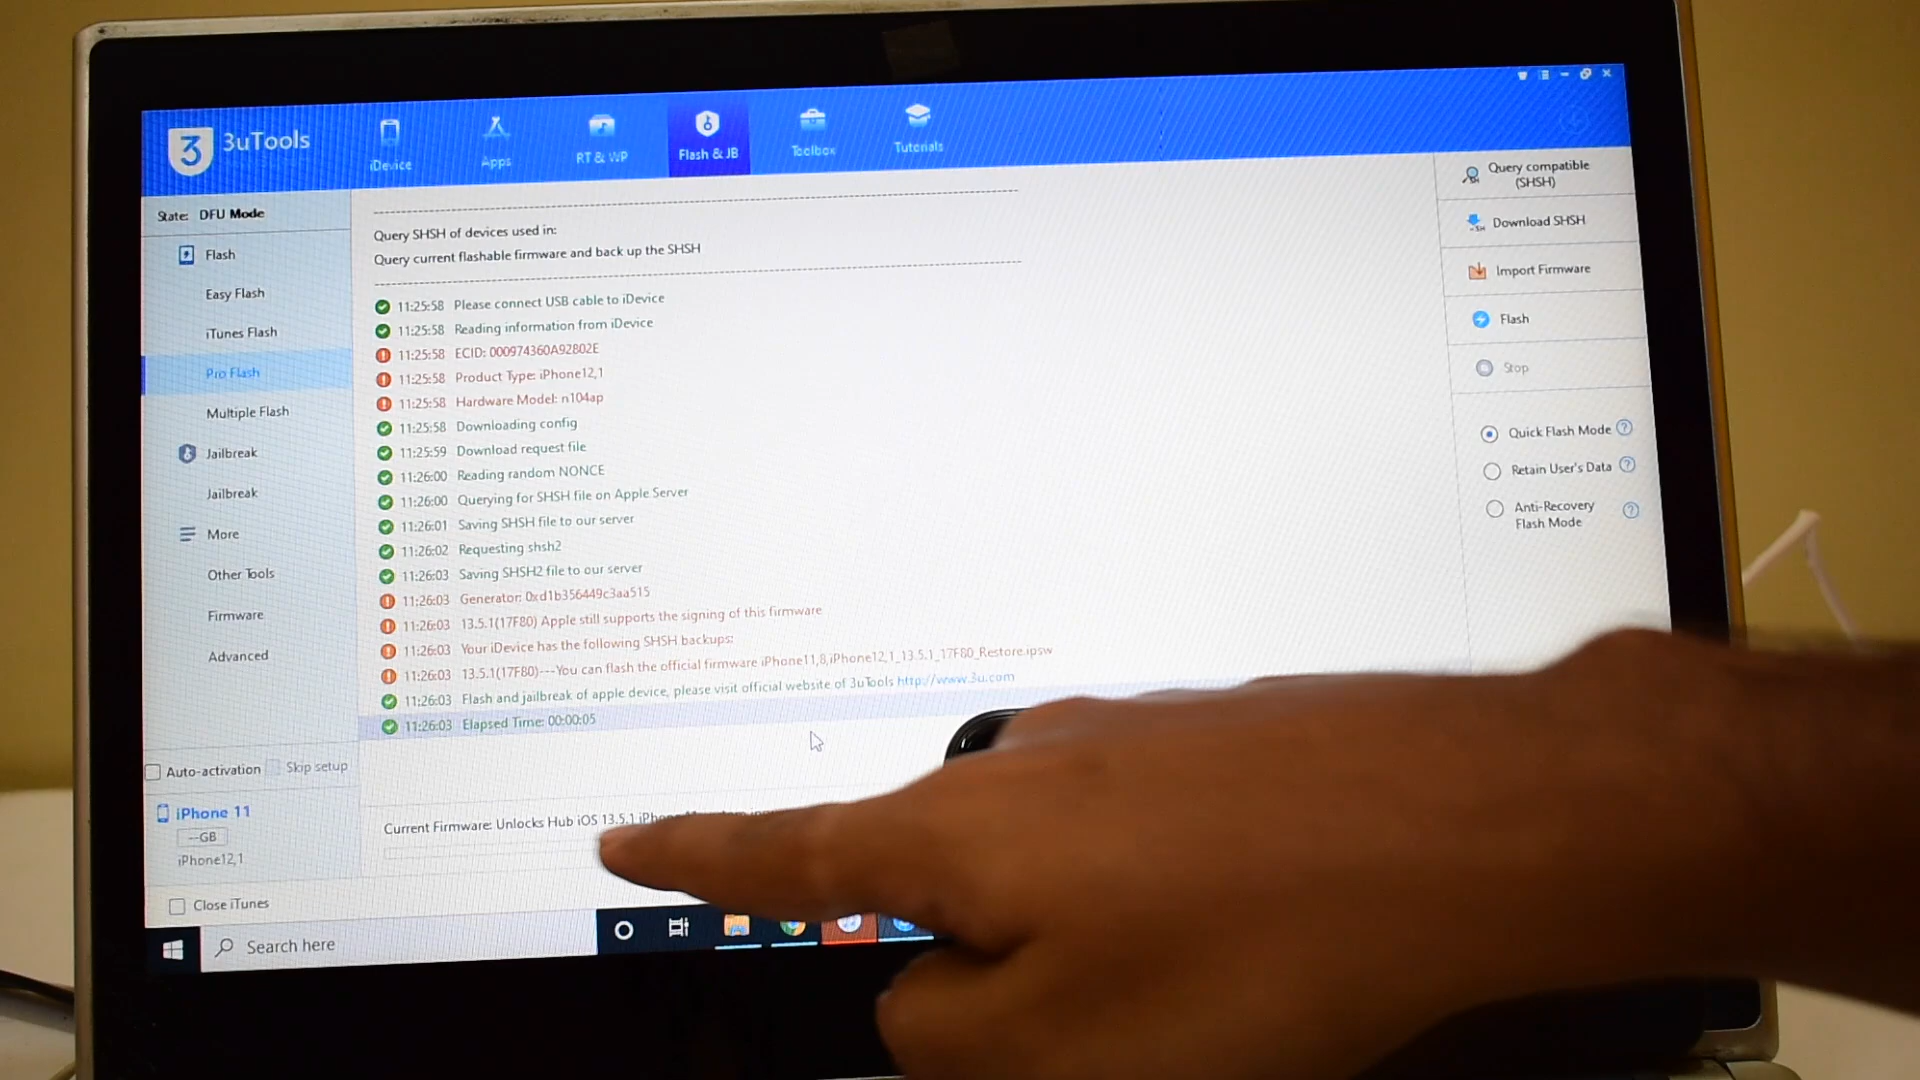 3 3uTools
iDevice
Apps
RT & WP
Flash & JB
Toolbox
Tutorials
State: DFU Mode
Flash
Easy Flash
iTunes Flash
Pro Flash
Multiple Flash
Jailbreak
Jailbreak
More
Other Tools
Firmware
Advanced
Auto-activation Skip setup
iPhone 11
--GB
iPhone12,1
Close iTunes
Query SHSH of devices used in:
Query current flashable firmware and back up the SHSH
11:25:58 Please connect USB cable to iDevice
11:25:58 Reading information from iDevice
11:25:58 ECID: 000974360A92802E
11:25:58 Product Type: iPhone12,1
11:25:58 Hardware Model: n104ap
11:25:58 Downloading config
11:25:59 Download request file
11:26:00 Reading random NONCE
11:26:00 Querying for SHSH file on Apple Server
11:26:01 Saving SHSH file to our server
11:26:02 Requesting shsh2
11:26:03 Saving SHSH2 file to our server
11:26:03 Generator: 0xd1b356449c3aa515
11:26:03 13.5.1(17F80) Apple still supports the signing of this firmware
11:26:03 Your iDevice has the following SHSH backups:
11:26:03 13.5.1(17F80)---You can flash the official firmware iPhone11,8,iPhone12,1_13.5.1_17F80_Restore.ipsw
11:26:03 Flash and jailbreak of apple device, please visit official website of 3uTools http://www.3u.com
11:26:03 Elapsed Time: 00:00:05
Current Firmware: Unlocks Hub iOS 13.5.1
Query compatible
(SHSH)
Download SHSH
Import Firmware
Flash
Stop
Quick Flash Mode ?
Retain User's Data ?
Anti-Recovery
Flash Mode ?
Search here